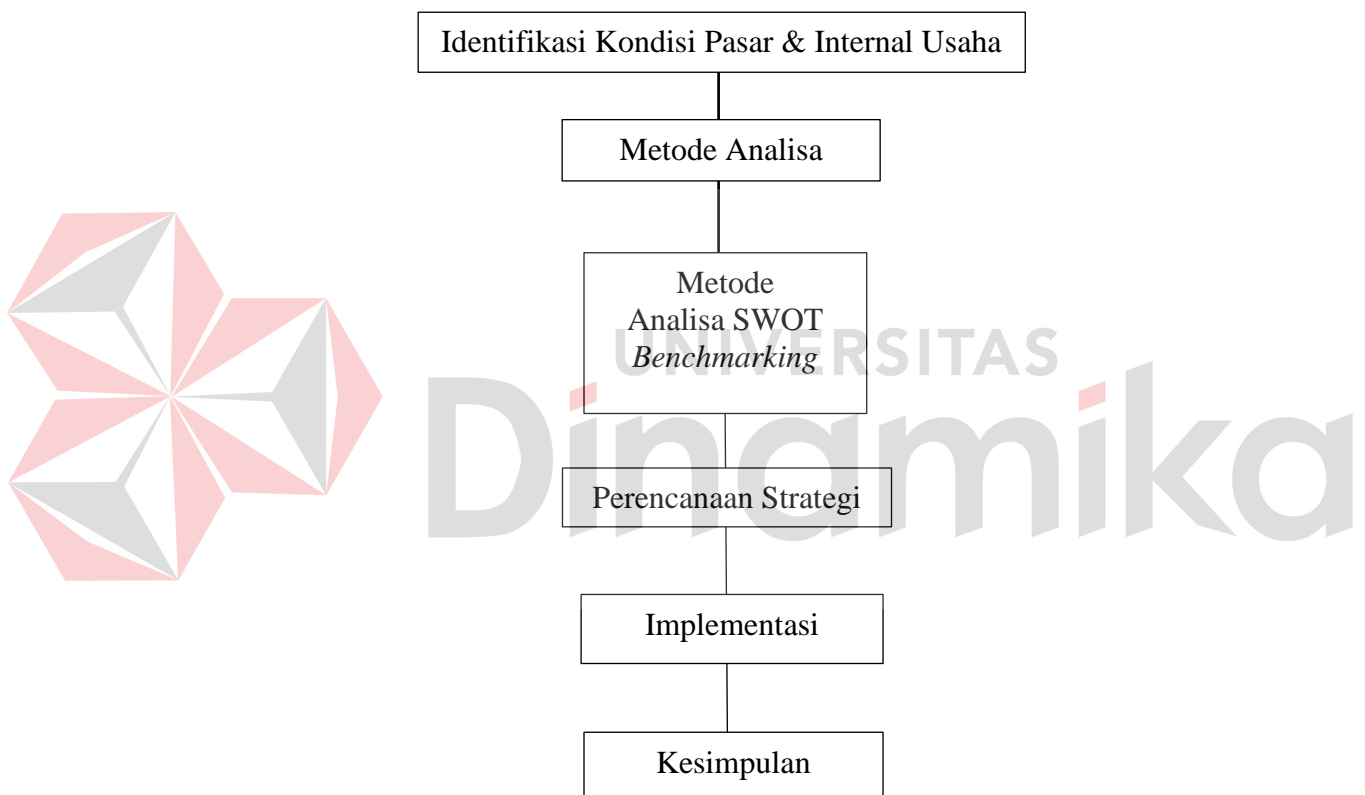 Identifikasi Kondisi Pasar & Internal Usaha
Metode Analisa
Metode
Analisa SWOT
Benchmarking
UNIVERSITAS
Dinamika
Perencanaan Strategi
Implementasi
Kesimpulan